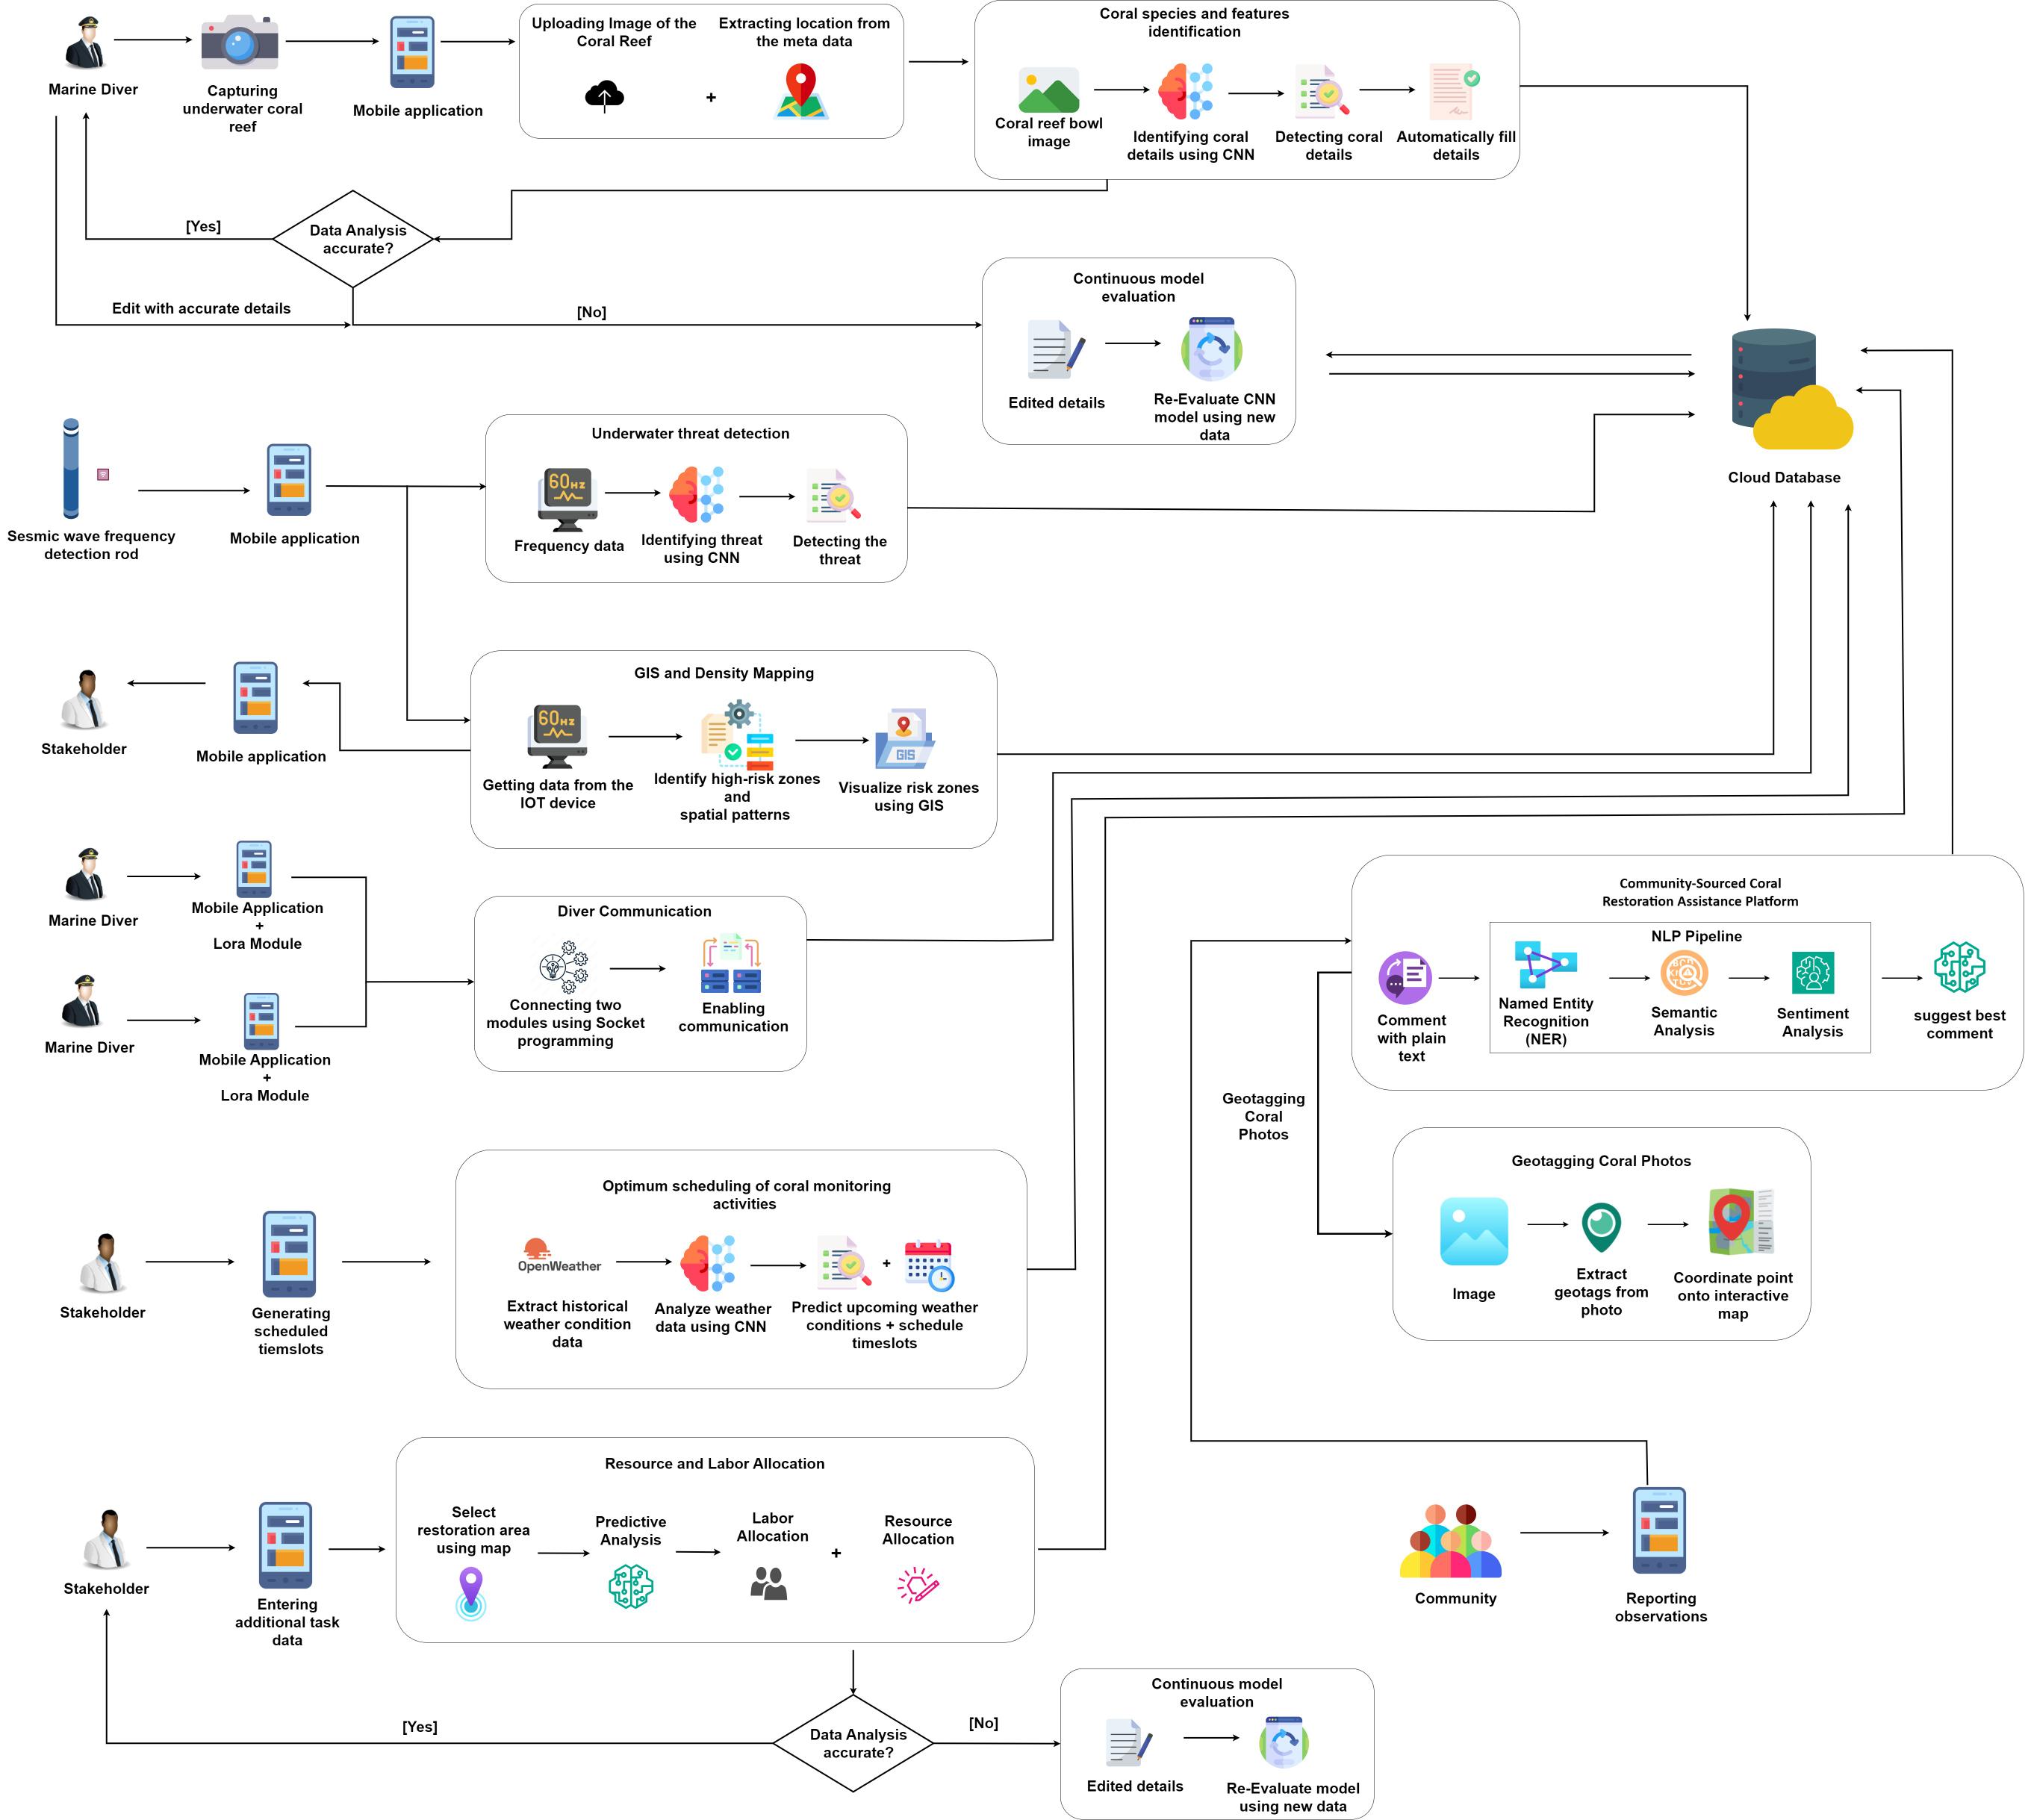 Marine Diver
Capturing
underwater coral
reef
Mobile application
Uploading Image of the
Coral Reef
+
Extracting location from
the meta data
Coral species and features
identification
Coral reef bowl
image
Identifying coral
details using CNN
Detecting coral
details
Automatically fill
details
[Yes]
Data Analysis
accurate?
Edit with accurate details
[No]
Continuous model
evaluation
Edited details
Re-Evaluate CNN
model using new
data
Cloud Database
Sesmic wave frequency
detection rod
Mobile application
Underwater threat detection
60Hz
Frequency data
Identifying threat
using CNN
Detecting the
threat
Stakeholder
Mobile application
GIS and Density Mapping
60Hz
Getting data from the
IOT device
Identify high-risk zones
and
spatial patterns
GIS
Visualize risk zones
using GIS
Marine Diver
Mobile Application
+
Lora Module
Marine Diver
Mobile Application
+
Lora Module
Diver Communication
Connecting two
modules using Socket
programming
Enabling
communication
Community-Sourced Coral
Restoration Assistance Platform
Comment
with plain
text
NLP Pipeline
Named Entity
Recognition
(NER)
Semantic
Analysis
Sentiment
Analysis
suggest best
comment
Geotagging
Coral
Photos
Geotagging Coral Photos
Image
Extract
geotags from
photo
Coordinate point
onto interactive
map
Stakeholder
Generating
scheduled
tiemslots
Optimum scheduling of coral monitoring
activities
OpenWeather
Extract historical
weather condition
data
Analyze weather
data using CNN
+
Predict upcoming weather
conditions + schedule
timeslots
Stakeholder
Entering
additional task
data
Resource and Labor Allocation
Select
restoration area
using map
Predictive
Analysis
Labor
Allocation
+
Resource
Allocation
Community
Reporting
observations
[Yes]
Data Analysis
accurate?
[No]
Continuous model
evaluation
Edited details
Re-Evaluate model
using new data